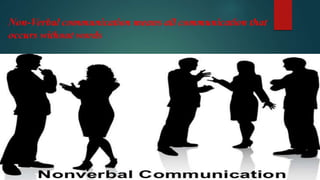 Non-Verbal communication means all communication that
occurs without words
Nonverbal Communication